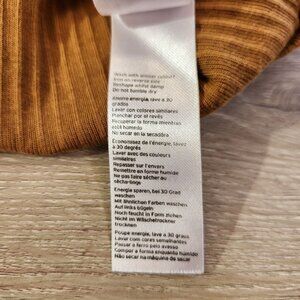 Wash with similar colours
Iron on reverse side
Reshape whilst damp
Do not tumble dry
Ahorre energía, lave a 30
grados
Lavar con colores similares
Planchar por el revés
Recuperar la forma mientras
está húmedo
No secar en la secadora
Économisez de l'énergie, lavez
à 30 degrés
Laver avec des couleurs
similaires
Repasser sur l'envers
Remettre en forme humide
Ne pas faire sécher au
sèche-linge
Energie sparen, bei 30 Grad
waschen
Mit ähnlichen Farben waschen
Auf links bügeln
Noch feucht in Form ziehen
Nicht im Wäschetrockner
trocknen
Poupe energia, lave a 30 graus
Lavar com cores semelhantes
Passar a ferro pelo avesso
Compor a forma enquanto húmido
Não secar na máquina de secar